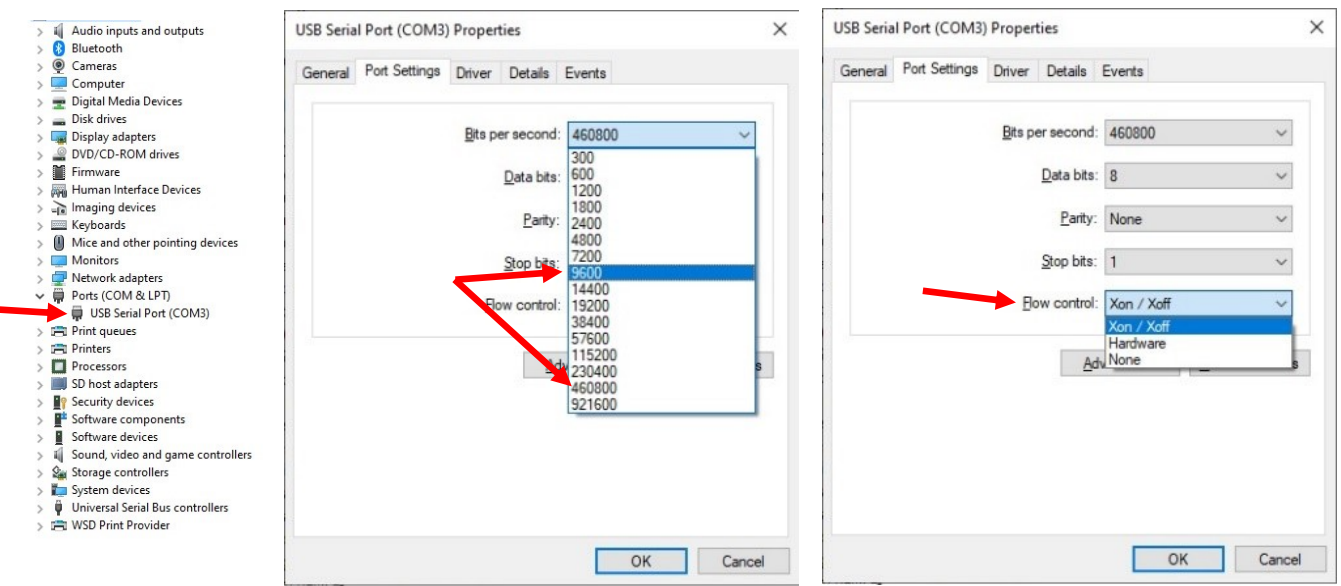 Audio inputs and outputs
Bluetooth
Cameras
Computer
Digital Media Devices
Disk drives
Display adapters
DVD/CD-ROM drives
Firmware
Human Interface Devices
Imaging devices
Keyboards
Mice and other pointing devices
Monitors
Network adapters
Ports (COM & LPT)
USB Serial Port (COM3)
Print queues
Printers
Processors
SD host adapters
Security devices
Software components
Software devices
Sound, video and game controllers
Storage controllers
System devices
Universal Serial Bus controllers
WSD Print Provider
USB Serial Port (COM3) Properties
General Port Settings Driver Details Events
Bits per second: 460800
300
Data bits: 600
1200
1800
Parity: 2400
4800
7200
Stop bits: 9600
14400
Flow control: 19200
38400
57600
115200
230400
460800
921600
OK Cancel
USB Serial Port (COM3) Properties
General Port Settings Driver Details Events
Bits per second: 460800
Data bits: 8
Parity: None
Stop bits: 1
Flow control: Xon / Xoff
Xon / Xoff
Hardware
None
OK Cancel